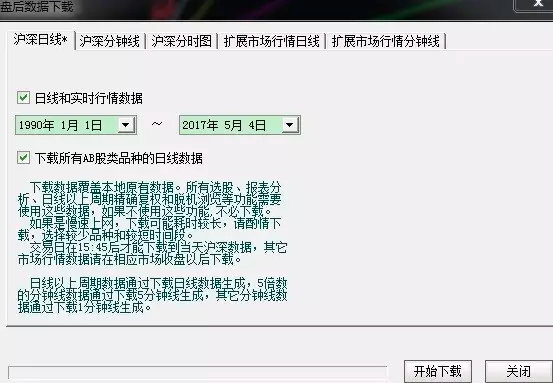 盘后数据下载
沪深日线* 沪深分钟线 沪深分时图 扩展市场行情日线 扩展市场行情分钟线
日线和实时行情数据
1990年 1月 1日 ~ 2017年 5月 4日
下载所有AB股类品种的日线数据
下载数据覆盖本地原有数据。所有选股、报表分
析、日线以上周期精确复权和脱机浏览等功能需要
使用这些数据,如果不使用这些功能,不必下载。
如果是慢速上网,下载可能耗时较长,请酌情下
载,选择较少品种和较短时间段。
交易日在15:45后才能下载到当天沪深数据,其它
市场行情数据请在相应市场收盘以后下载。
日线以上周期数据通过下载日线数据生成,5倍数
的分钟线数据通过下载5分钟线生成,其它分钟线数
据通过下载1分钟线生成。
开始下载 关闭